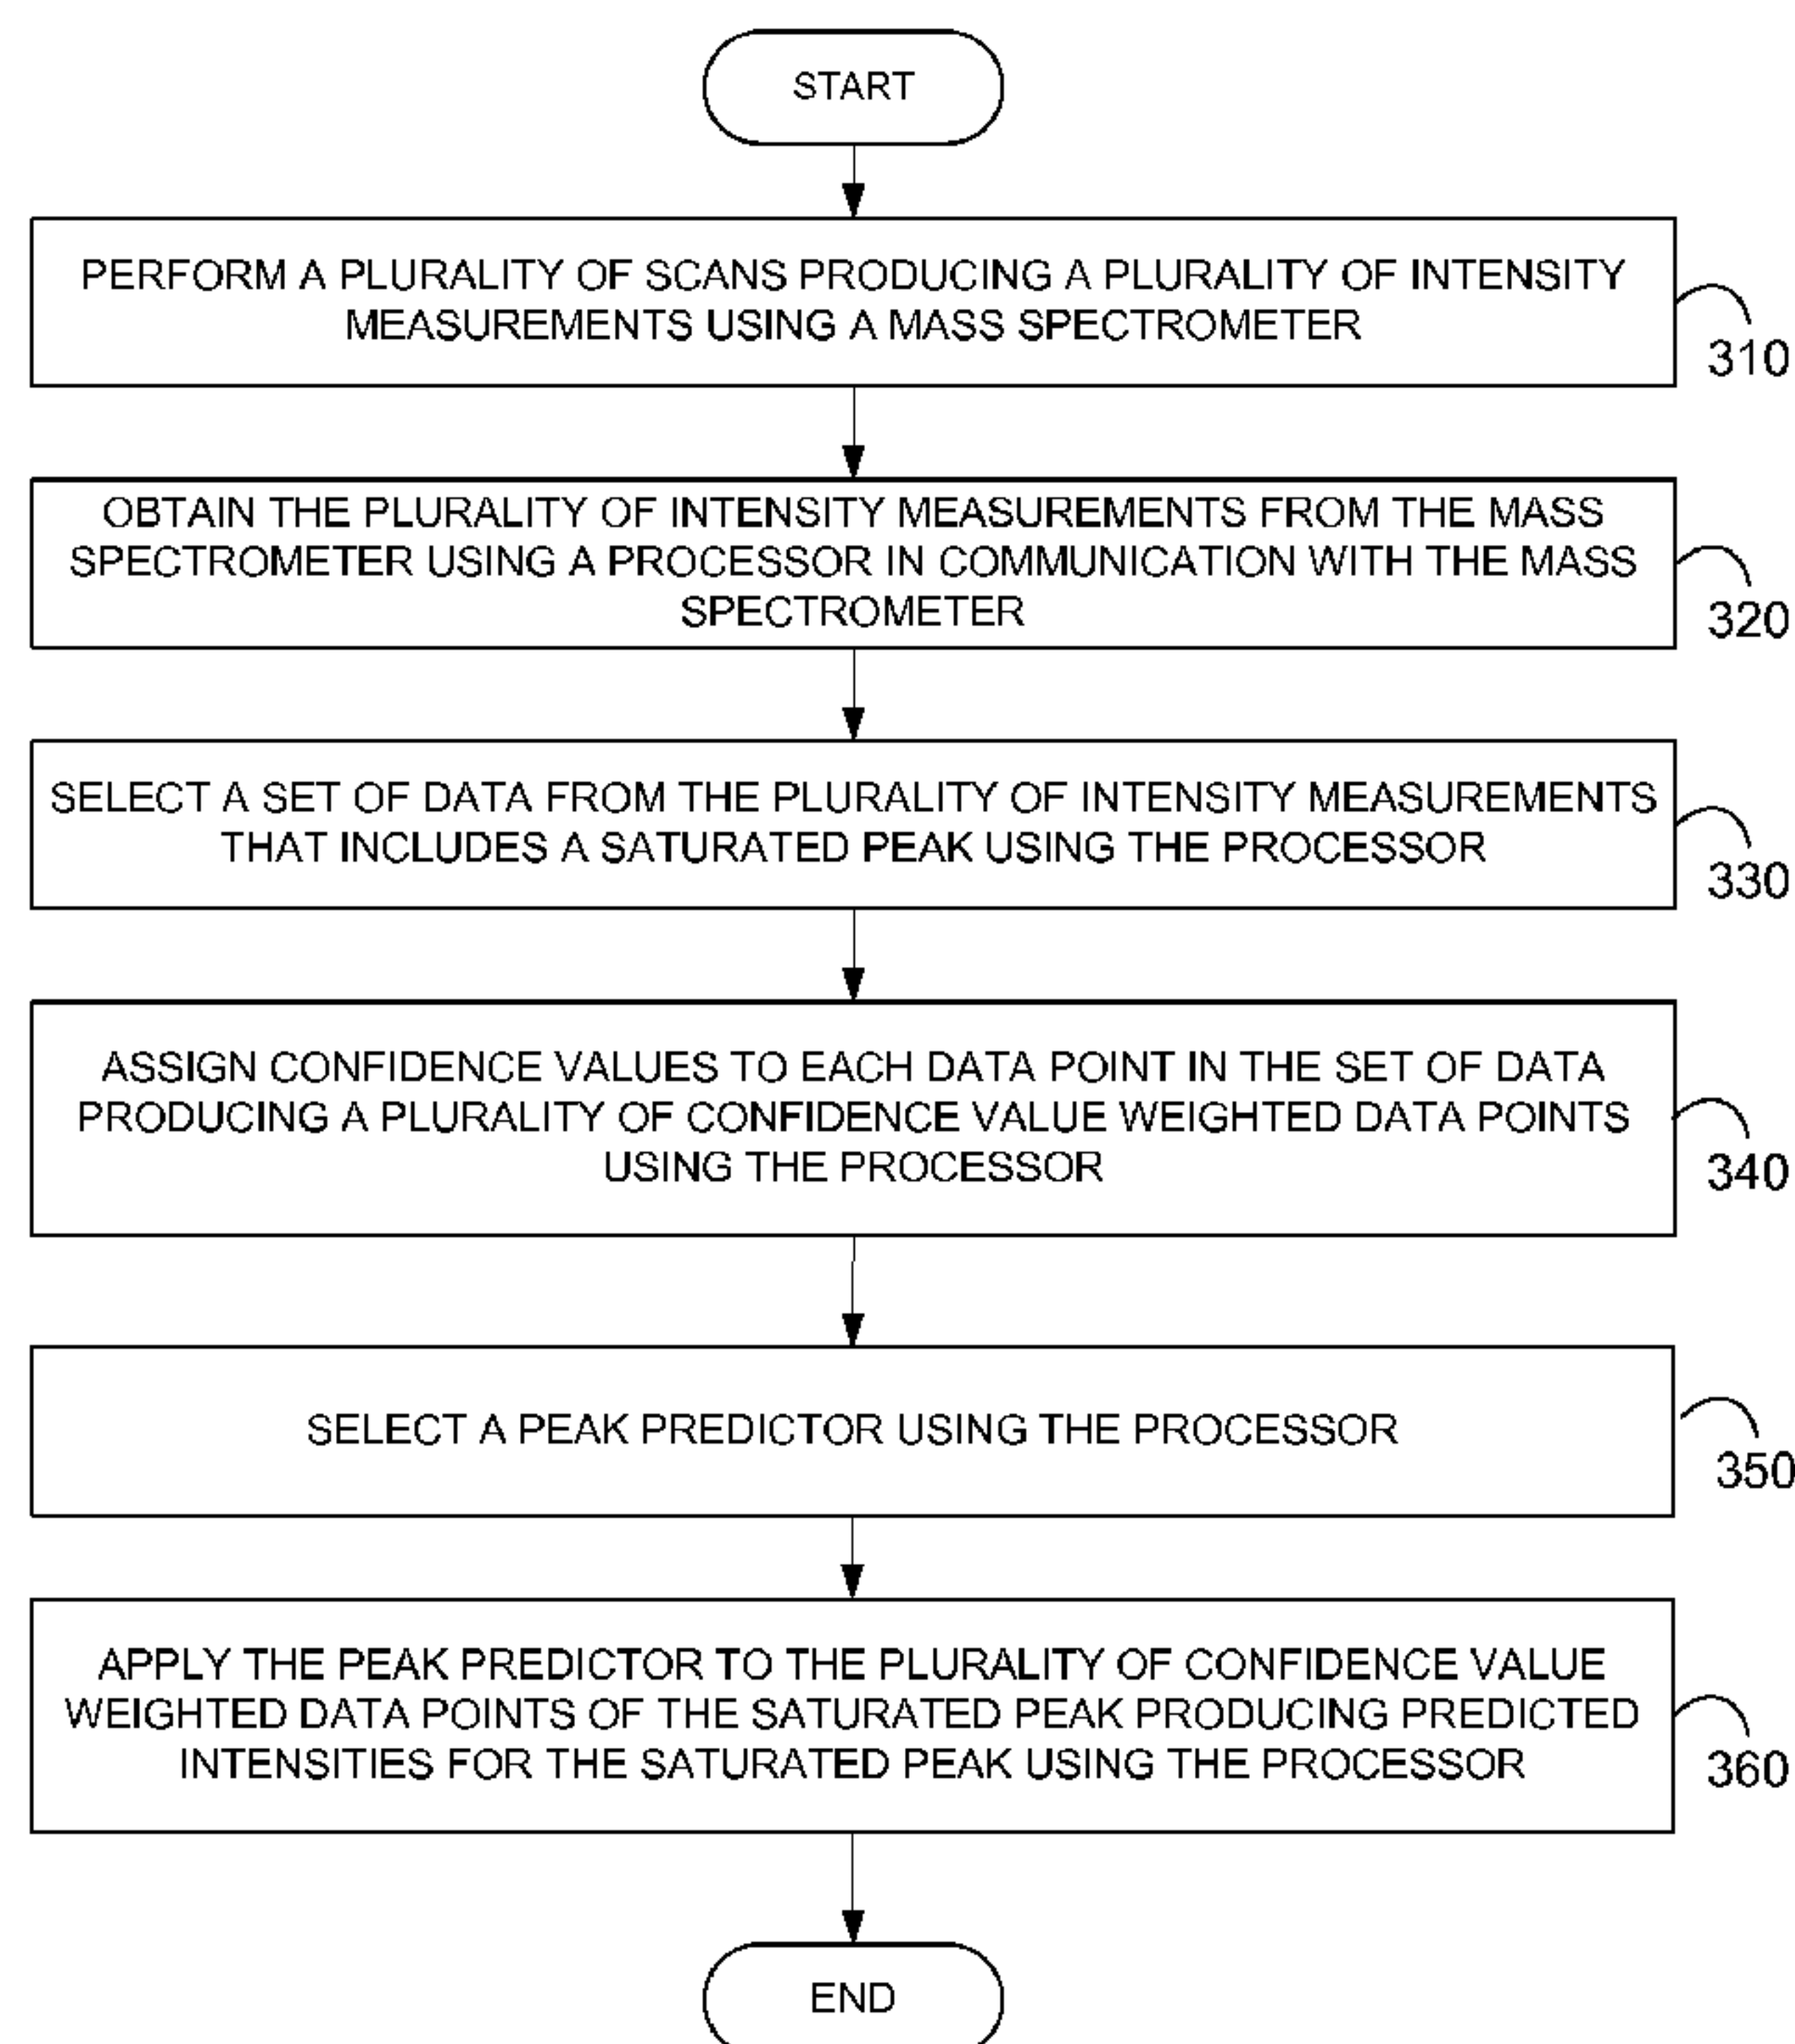 START
PERFORM A PLURALITY OF SCANS PRODUCING A PLURALITY OF INTENSITY
MEASUREMENTS USING A MASS SPECTROMETER
310
OBTAIN THE PLURALITY OF INTENSITY MEASUREMENTS FROM THE MASS
SPECTROMETER USING A PROCESSOR IN COMMUNICATION WITH THE MASS
SPECTROMETER
320
SELECT A SET OF DATA FROM THE PLURALITY OF INTENSITY MEASUREMENTS
THAT INCLUDES A SATURATED PEAK USING THE PROCESSOR
330
ASSIGN CONFIDENCE VALUES TO EACH DATA POINT IN THE SET OF DATA
PRODUCING A PLURALITY OF CONFIDENCE VALUE WEIGHTED DATA POINTS
USING THE PROCESSOR
340
SELECT A PEAK PREDICTOR USING THE PROCESSOR
350
APPLY THE PEAK PREDICTOR TO THE PLURALITY OF CONFIDENCE VALUE
WEIGHTED DATA POINTS OF THE SATURATED PEAK PRODUCING PREDICTED
INTENSITIES FOR THE SATURATED PEAK USING THE PROCESSOR
360
END